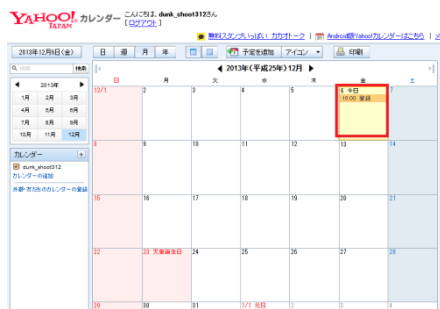 YAHOO! JAPAN カレンダー こんにちは、dunk_shoot312さん
[ログアウト]
無料スタンプいっぱい カカオトーク | Android版Yahoo!カレンダーはこちら |
2013年12月6日(金) 日 週 月 年 予定を追加 アイコン 印刷
検索 検索
2013年
1月 2月 3月
4月 5月 6月
7月 8月 9月
10月 11月 12月
カレンダー +
dunk_shoot312
カレンダーの追加
外部・友だちのカレンダーの登録
2013年(平成25年)12月
日 月 火 水 木 金 土
12/1 2 3 4 5 6 今日 7
16:00 登録
8 9 10 11 12 13 14
15 16 17 18 19 20 21
22 23 天皇誕生日 24 25 26 27 28
29 30 31 1/1 元日 2 3 4